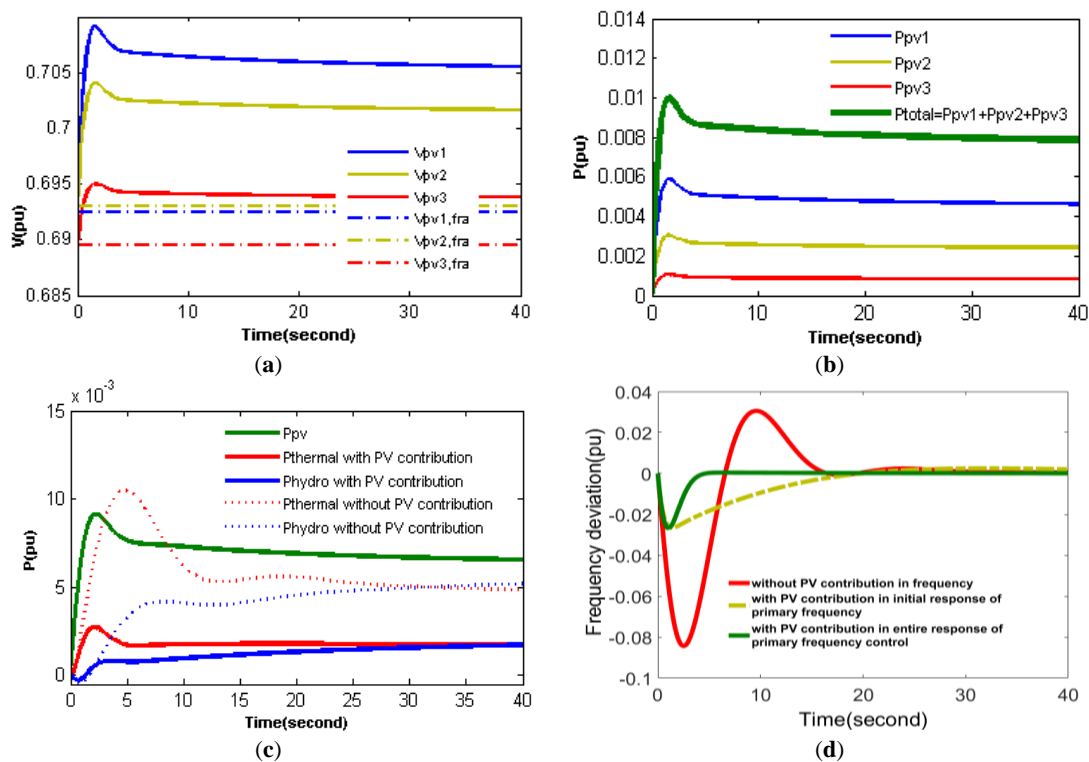 V(pu)
0.705
0.7
0.695
0.69
0.685
0 10 20 30 40
Time(second)
Vpv1
Vpv2
Vpv3
Vpv1,fra
Vpv2,fra
Vpv3,fra
(a)
P(pu)
0.014
0.012
0.01
0.008
0.006
0.004
0.002
0
0 10 20 30 40
Time(second)
Ppv1
Ppv2
Ppv3
Ptotal=Ppv1+Ppv2+Ppv3
(b)
x 10⁻³
P(pu)
15
10
5
0
0 5 10 15 20 25 30 35 40
Time(second)
Ppv
Pthermal with PV contribution
Phydro with PV contribution
Pthermal without PV contribution
Phydro without PV contribution
(c)
Frequency deviation(pu)
0.04
0.02
0
-0.02
-0.04
-0.06
-0.08
-0.1
0 10 20 30 40
Time(second)
without PV contribution in frequency
with PV contribution in initial response of
primary frequency
with PV contribution in entire response of
primary frequency control
(d)